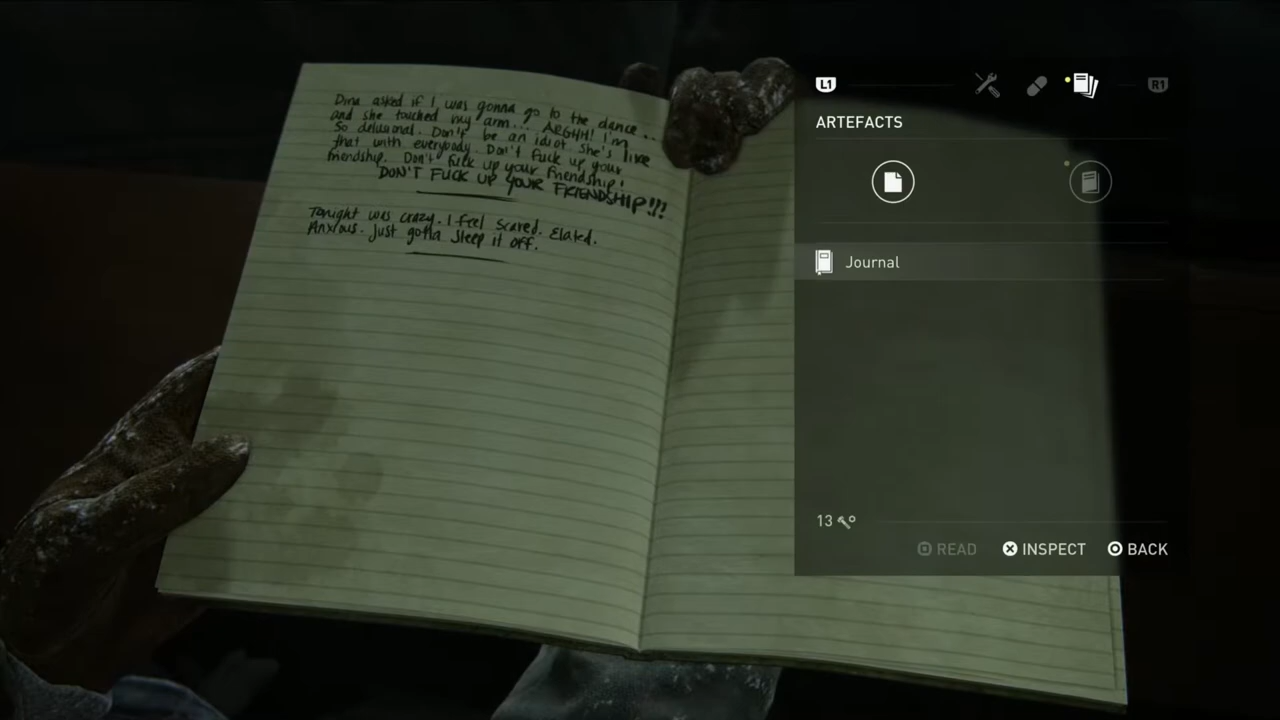 Dina asked if I was gonna go to the dance...
and she touched my arm... ARGHH! I'm
so delusional. Don't be an idiot. She's like
that with everybody. Don't fuck up your
friendship. Don't fuck up your friendship!
DON'T FUCK UP YOUR FRIENDSHIP!!!
Tonight was crazy. I feel scared. Elated.
Anxious. Just gotta sleep it off.
L1
R1
ARTEFACTS
Journal
13
READ
INSPECT
BACK